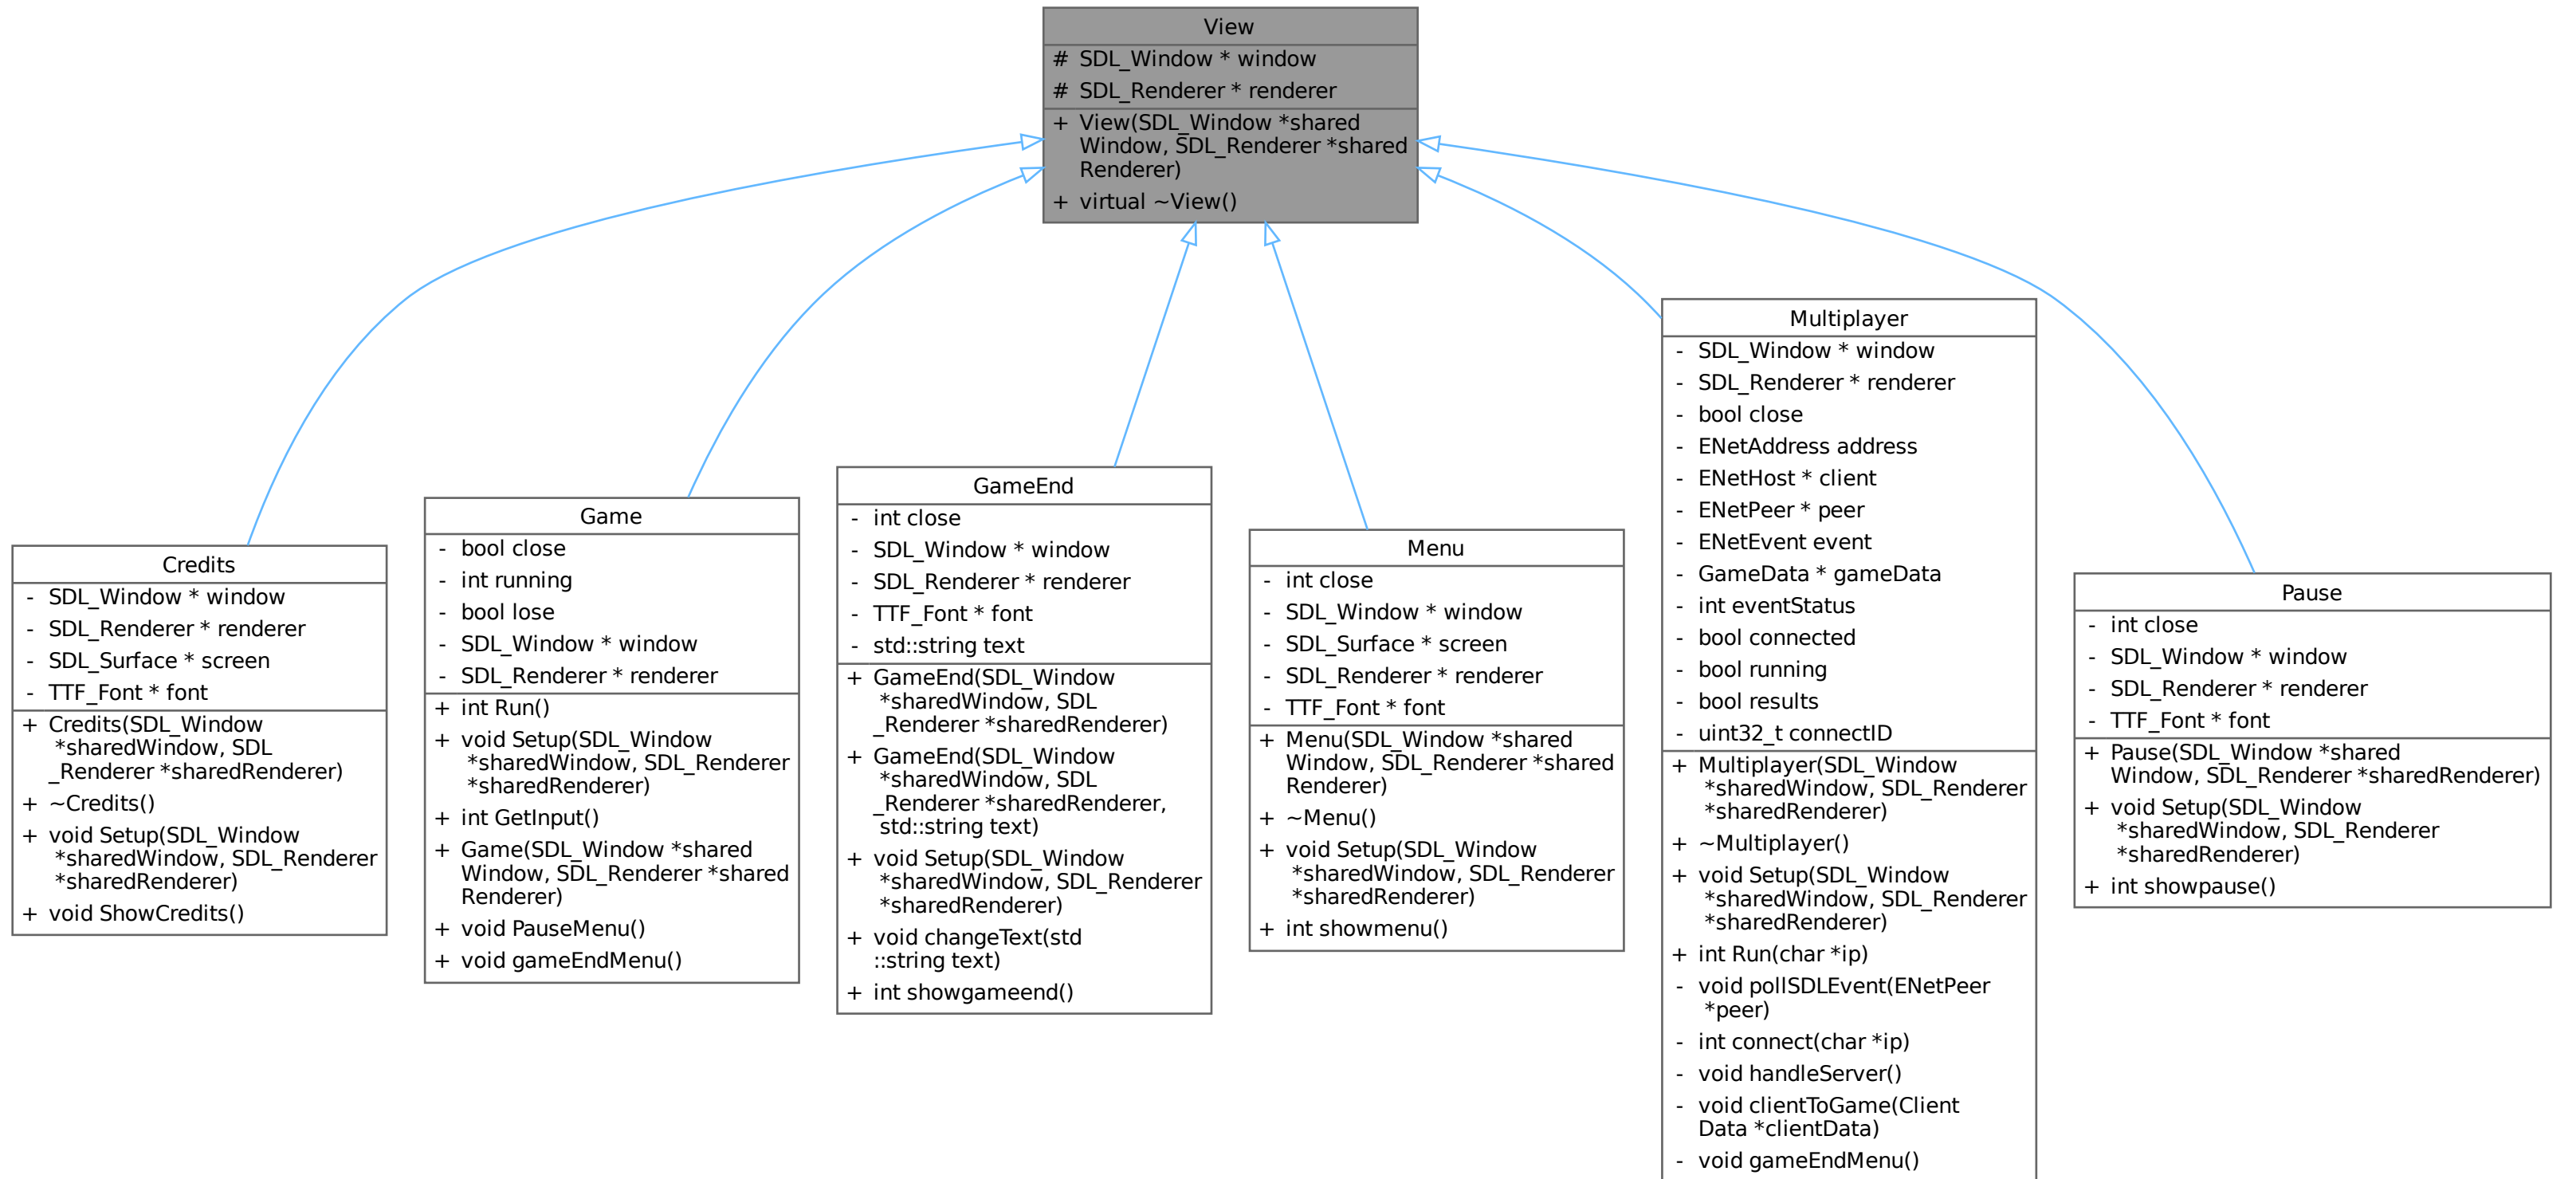 View
# SDL_Window * window
# SDL_Renderer * renderer
+ View(SDL_Window *shared
Window, SDL_Renderer *shared
Renderer)
+ virtual ~View()
Credits
- SDL_Window * window
- SDL_Renderer * renderer
- SDL_Surface * screen
- TTF_Font * font
+ Credits(SDL_Window
*sharedWindow, SDL
_Renderer *sharedRenderer)
+ ~Credits()
+ void Setup(SDL_Window
*sharedWindow, SDL_Renderer
*sharedRenderer)
+ void ShowCredits()
Game
- bool close
- int running
- bool lose
- SDL_Window * window
- SDL_Renderer * renderer
+ int Run()
+ void Setup(SDL_Window
*sharedWindow, SDL_Renderer
*sharedRenderer)
+ int GetInput()
+ Game(SDL_Window *shared
Window, SDL_Renderer *shared
Renderer)
+ void PauseMenu()
+ void gameEndMenu()
GameEnd
- int close
- SDL_Window * window
- SDL_Renderer * renderer
- TTF_Font * font
- std::string text
+ GameEnd(SDL_Window
*sharedWindow, SDL
_Renderer *sharedRenderer)
+ GameEnd(SDL_Window
*sharedWindow, SDL
_Renderer *sharedRenderer,
std::string text)
+ void Setup(SDL_Window
*sharedWindow, SDL_Renderer
*sharedRenderer)
+ void changeText(std
::string text)
+ int showgameend()
Menu
- int close
- SDL_Window * window
- SDL_Surface * screen
- SDL_Renderer * renderer
- TTF_Font * font
+ Menu(SDL_Window *shared
Window, SDL_Renderer *shared
Renderer)
+ ~Menu()
+ void Setup(SDL_Window
*sharedWindow, SDL_Renderer
*sharedRenderer)
+ int showmenu()
Multiplayer
- SDL_Window * window
- SDL_Renderer * renderer
- bool close
- ENetAddress address
- ENetHost * client
- ENetPeer * peer
- ENetEvent event
- GameData * gameData
- int eventStatus
- bool connected
- bool running
- bool results
- uint32_t connectID
+ Multiplayer(SDL_Window
*sharedWindow, SDL_Renderer
*sharedRenderer)
+ ~Multiplayer()
+ void Setup(SDL_Window
*sharedWindow, SDL_Renderer
*sharedRenderer)
+ int Run(char *ip)
- void pollSDLEvent(ENetPeer
*peer)
- int connect(char *ip)
- void handleServer()
- void clientToGame(Client
Data *clientData)
- void gameEndMenu()
Pause
- int close
- SDL_Window * window
- SDL_Renderer * renderer
- TTF_Font * font
+ Pause(SDL_Window *shared
Window, SDL_Renderer *sharedRenderer)
+ void Setup(SDL_Window
*sharedWindow, SDL_Renderer
*sharedRenderer)
+ int showpause()